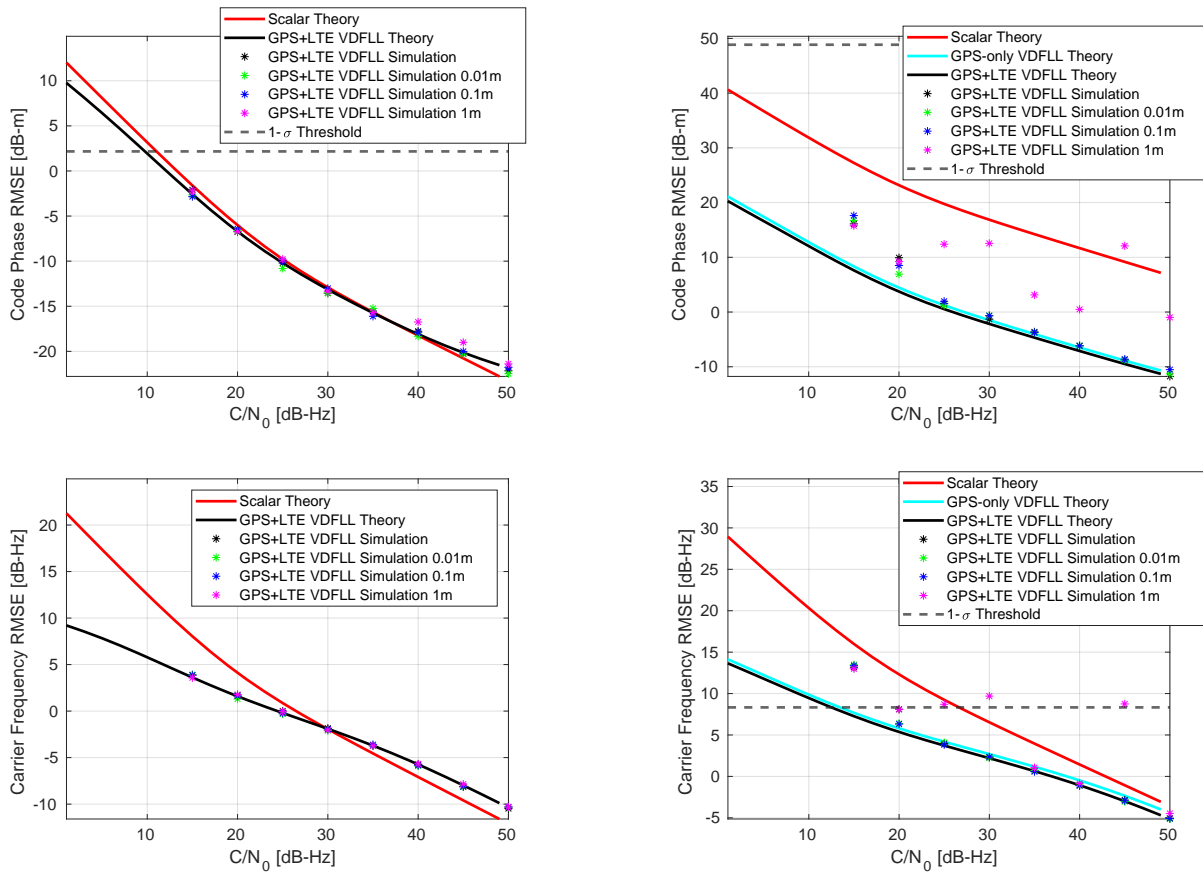 Scalar Theory
GPS+LTE VDFLL Theory
GPS+LTE VDFLL Simulation
GPS+LTE VDFLL Simulation 0.01m
GPS+LTE VDFLL Simulation 0.1m
GPS+LTE VDFLL Simulation 1m
1-σ Threshold
Code Phase RMSE [dB-m]
10
5
0
-5
-10
-15
-20
10
20
30
40
50
C/N0 [dB-Hz]
Scalar Theory
GPS-only VDFLL Theory
GPS+LTE VDFLL Theory
GPS+LTE VDFLL Simulation
GPS+LTE VDFLL Simulation 0.01m
GPS+LTE VDFLL Simulation 0.1m
GPS+LTE VDFLL Simulation 1m
1-σ Threshold
Code Phase RMSE [dB-m]
50
40
30
20
10
0
-10
10
20
30
40
50
C/N0 [dB-Hz]
Scalar Theory
GPS+LTE VDFLL Theory
GPS+LTE VDFLL Simulation
GPS+LTE VDFLL Simulation 0.01m
GPS+LTE VDFLL Simulation 0.1m
GPS+LTE VDFLL Simulation 1m
Carrier Frequency RMSE [dB-Hz]
20
15
10
5
0
-5
-10
10
20
30
40
50
C/N0 [dB-Hz]
Scalar Theory
GPS-only VDFLL Theory
GPS+LTE VDFLL Theory
GPS+LTE VDFLL Simulation
GPS+LTE VDFLL Simulation 0.01m
GPS+LTE VDFLL Simulation 0.1m
GPS+LTE VDFLL Simulation 1m
1-σ Threshold
Carrier Frequency RMSE [dB-Hz]
35
30
25
20
15
10
5
0
-5
10
20
30
40
50
C/N0 [dB-Hz]